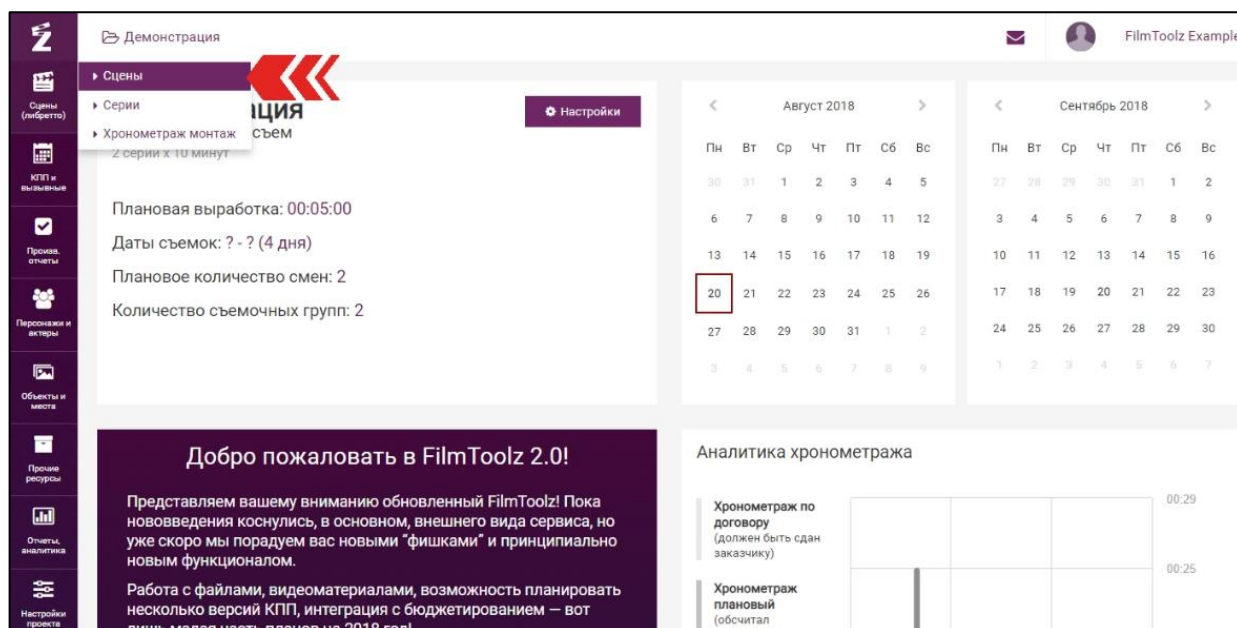 Демонстрация
FilmToolz Example
Сцены
(либретто)
КПП и
вызывные
Произв.
отчеты
Персонажи и
актеры
Объекты и
места
Прочие
ресурсы
Отчеты,
аналитика
Настройки
проекта
Сцены
Серии
Хронометраж монтаж
ация
съем
2 серии x 10 минут
Настройки
Плановая выработка: 00:05:00
Даты съемок: ? - ? (4 дня)
Плановое количество смен: 2
Количество съемочных групп: 2
< Август 2018 >
Пн Вт Ср Чт Пт Сб Вс
30 31 1 2 3 4 5
6 7 8 9 10 11 12
13 14 15 16 17 18 19
20 21 22 23 24 25 26
27 28 29 30 31 1 2
3 4 5 6 7 8 9
< Сентябрь 2018 >
Пн Вт Ср Чт Пт Сб Вс
27 28 29 30 31 1 2
3 4 5 6 7 8 9
10 11 12 13 14 15 16
17 18 19 20 21 22 23
24 25 26 27 28 29 30
1 2 3 4 5 6 7
Добро пожаловать в FilmToolz 2.0!
Представляем вашему вниманию обновленный FilmToolz! Пока
нововведения коснулись, в основном, внешнего вида сервиса, но
уже скоро мы порадуем вас новыми “фишками” и принципиально
новым функционалом.
Работа с файлами, видеоматериалами, возможность планировать
несколько версий КПП, интеграция с бюджетированием — вот
лишь малая часть планов на 2018 год!
Аналитика хронометража
Хронометраж по
договору
(должен быть сдан
заказчику)
Хронометраж
плановый
(обсчитал
00:29
00:25